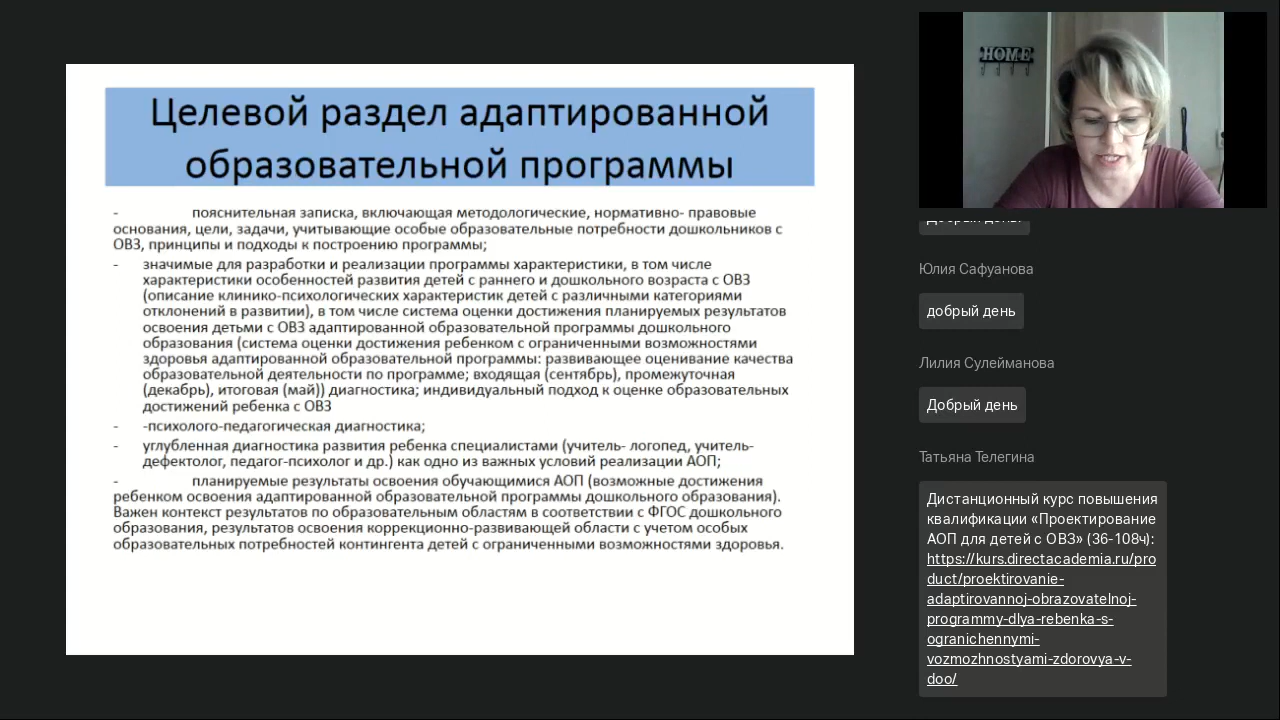 Целевой раздел адаптированной
образовательной программы
- пояснительная записка, включающая методологические, нормативно- правовые
основания, цели, задачи, учитывающие особые образовательные потребности дошкольников с
ОВЗ, принципы и подходы к построению программы;
- значимые для разработки и реализации программы характеристики, в том числе
характеристики особенностей развития детей с раннего и дошкольного возраста с ОВЗ
(описание клинико-психологических характеристик детей с различными категориями
отклонений в развитии), в том числе система оценки достижения планируемых результатов
освоения детьми с ОВЗ адаптированной образовательной программы дошкольного
образования (система оценки достижения ребенком с ограниченными возможностями
здоровья адаптированной образовательной программы: развивающее оценивание качества
образовательной деятельности по программе; входящая (сентябрь), промежуточная
(декабрь), итоговая (май)) диагностика; индивидуальный подход к оценке образовательных
достижений ребенка с ОВЗ
- -психолого-педагогическая диагностика;
- углубленная диагностика развития ребенка специалистами (учитель- логопед, учитель-
дефектолог, педагог-психолог и др.) как одно из важных условий реализации АОП;
- планируемые результаты освоения обучающимися АОП (возможные достижения
ребенком освоения адаптированной образовательной программы дошкольного образования).
Важен контекст результатов по образовательным областям в соответствии с ФГОС дошкольного
образования, результатов освоения коррекционно-развивающей области с учетом особых
образовательных потребностей контингента детей с ограниченными возможностями здоровья.
HOME
Добрый день!
Юлия Сафуанова
добрый день
Лилия Сулейманова
Добрый день
Татьяна Телегина
Дистанционный курс повышения
квалификации «Проектирование
АОП для детей с ОВЗ» (36-108ч):
https://kurs.directacademia.ru/pro
duct/proektirovanie-
adaptirovannoj-obrazovatelnoj-
programmy-dlya-rebenka-s-
ogranichennymi-
vozmozhnostyami-zdorovya-v-
doo/